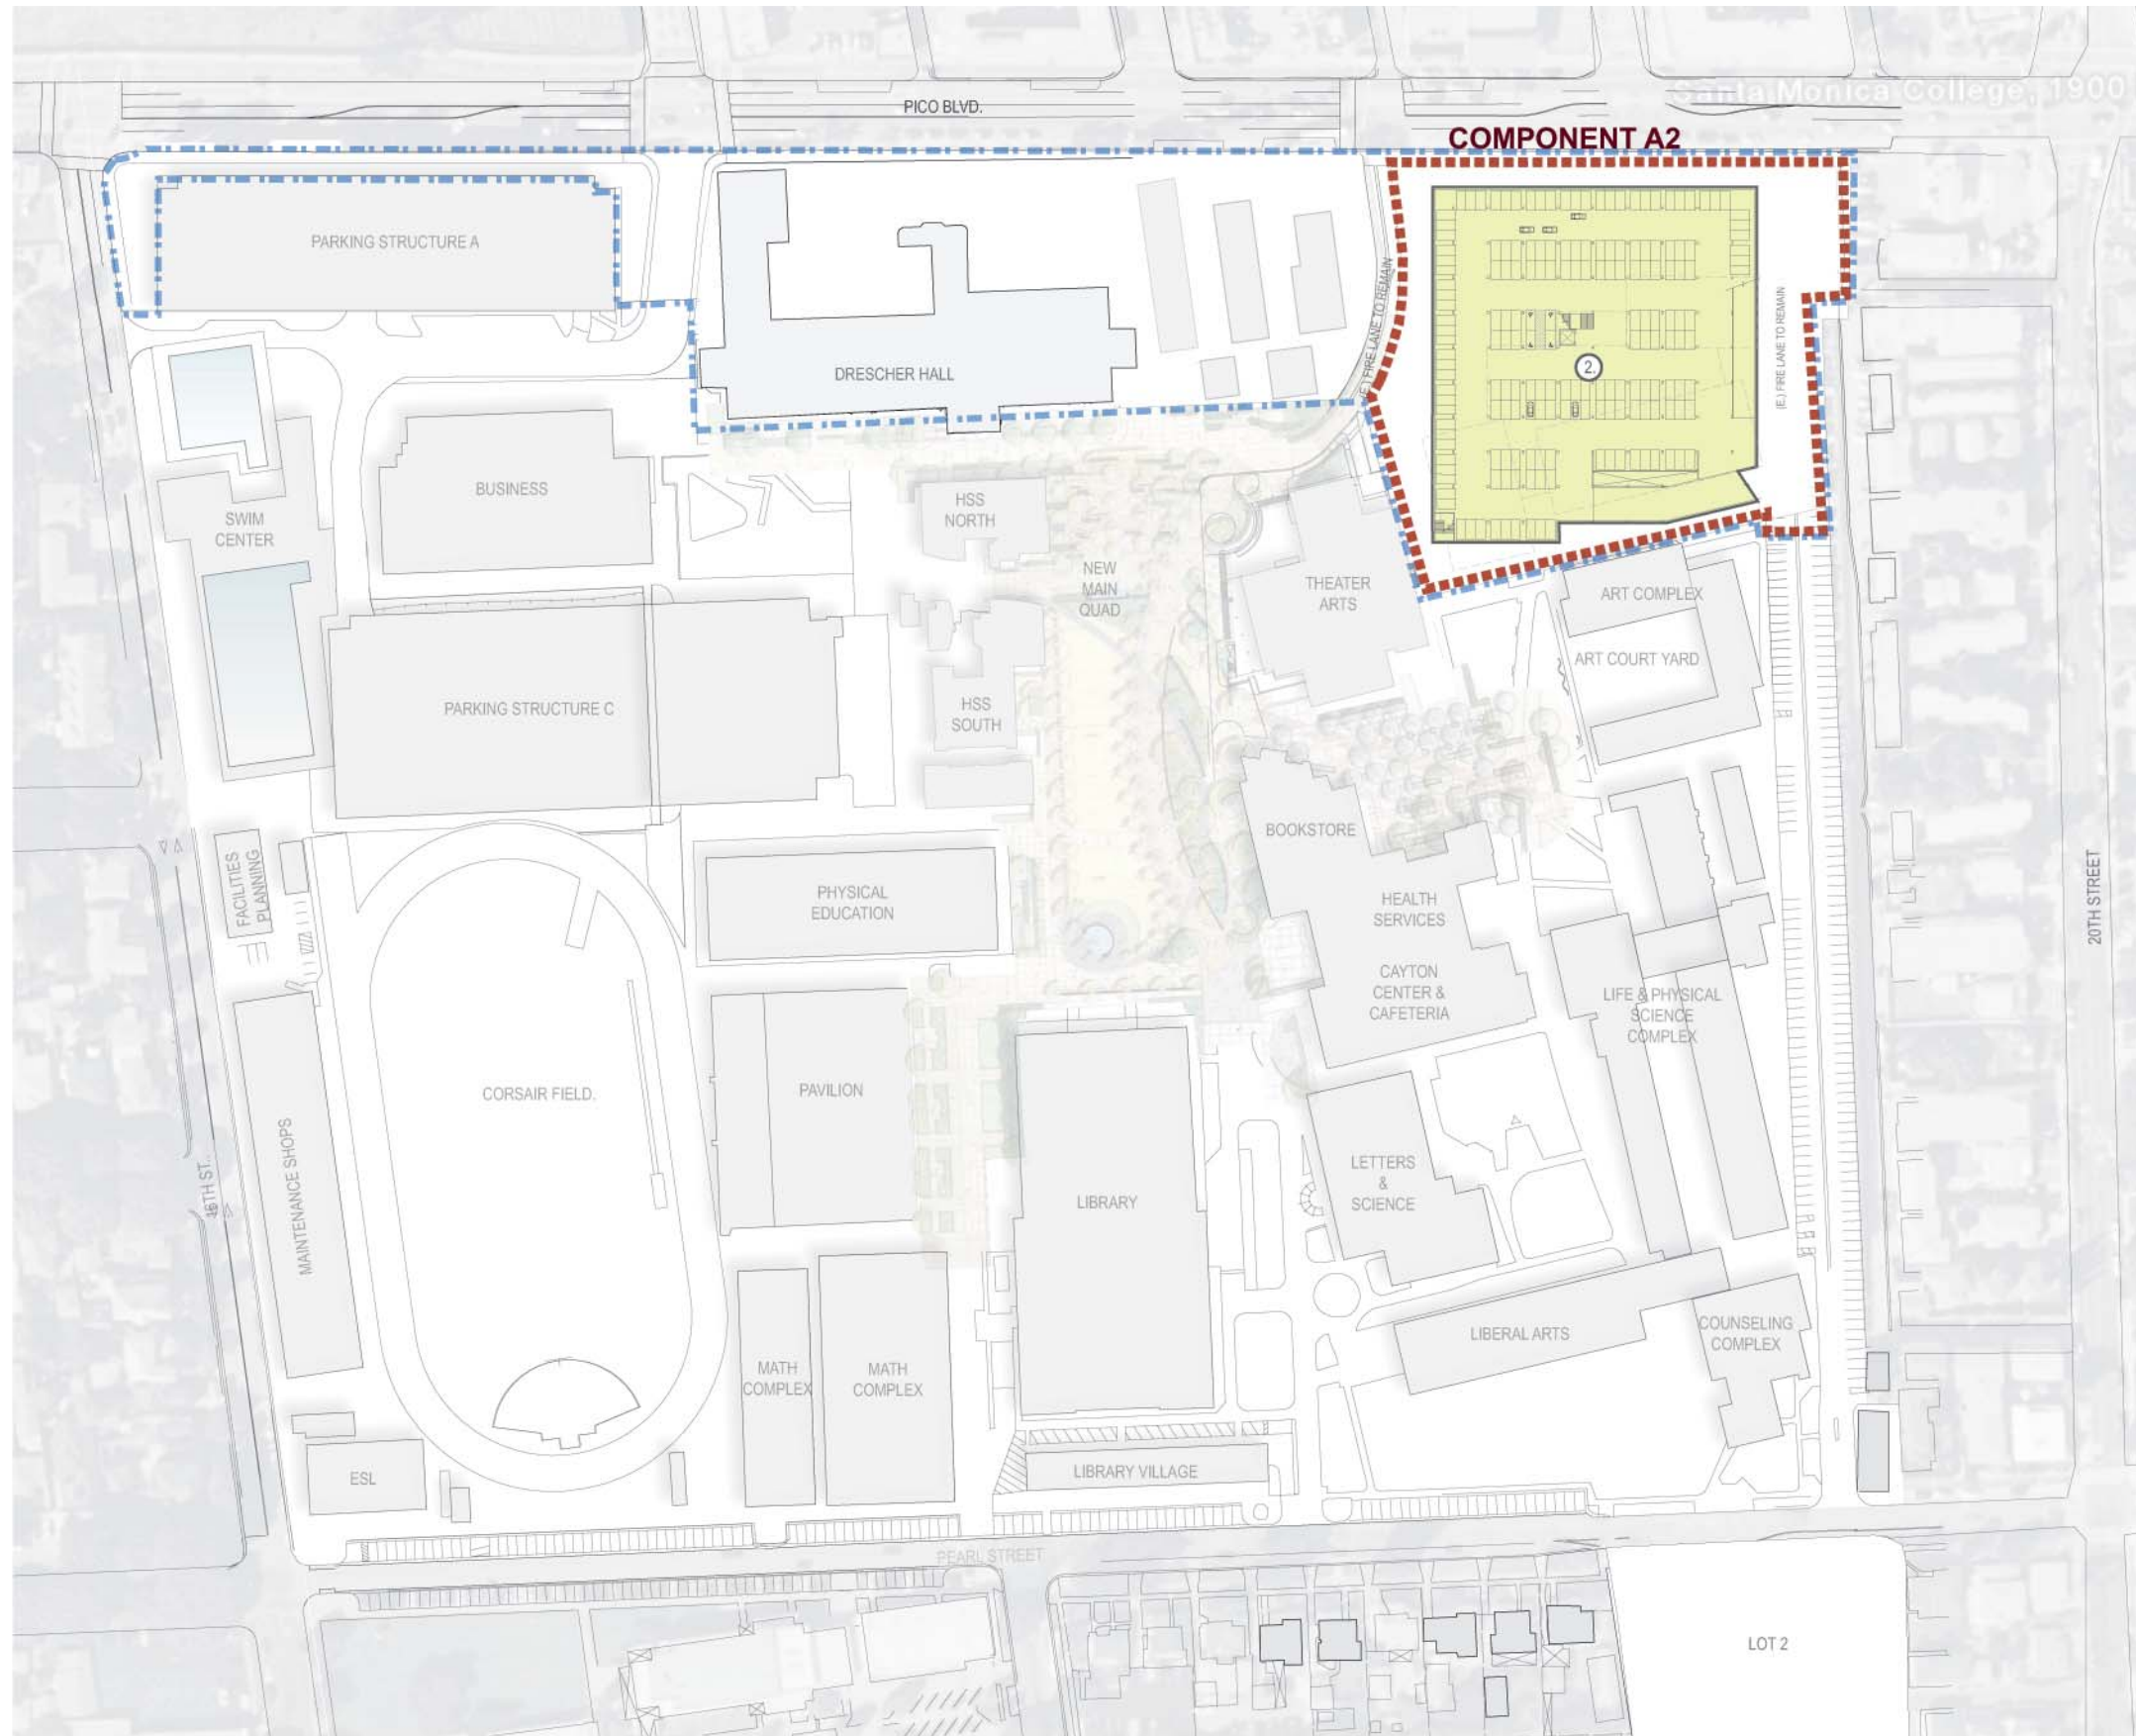 Santa Monica College, 1900
PICO BLVD.
COMPONENT A2
PARKING STRUCTURE A
(E.) FIRE LANE TO REMAIN
(E.) FIRE LANE TO REMAIN
2.
DRESCHER HALL
BUSINESS
HSS
NORTH
SWIM
CENTER
NEW
MAIN
QUAD
THEATER
ARTS
ART COMPLEX
ART COURT YARD
PARKING STRUCTURE C
HSS
SOUTH
BOOKSTORE
FACILITIES
PLANNING
PHYSICAL
EDUCATION
HEALTH
SERVICES
20TH STREET
CAYTON
CENTER &
CAFETERIA
LIFE & PHYSICAL
SCIENCE
COMPLEX
CORSAIR FIELD.
PAVILION
16TH ST.
MAINTENANCE SHOPS
LIBRARY
LETTERS
&
SCIENCE
LIBERAL ARTS
COUNSELING
COMPLEX
MATH
COMPLEX
MATH
COMPLEX
ESL
LIBRARY VILLAGE
PEARL STREET
LOT 2